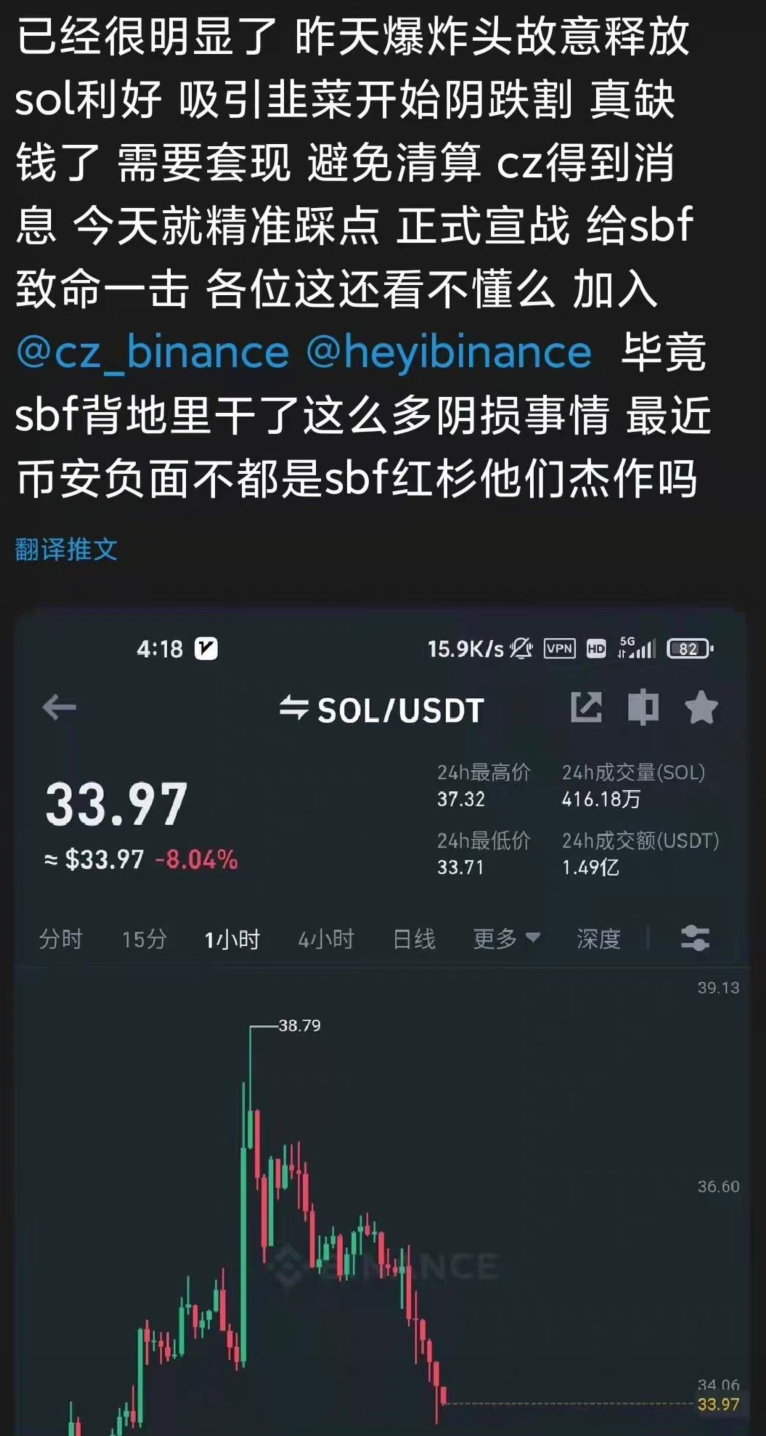 已经很明显了 昨天爆炸头故意释放
sol利好 吸引韭菜开始阴跌割 真缺
钱了 需要套现 避免清算 cz得到消
息 今天就精准踩点 正式宣战 给sbf
致命一击 各位这还看不懂么 加入
@cz_binance @heyibinance 毕竟
sbf背地里干了这么多阴损事情 最近
币安负面不都是sbf红杉他们杰作吗
翻译推文
4:18 15.9K/s VPN HD 5G 82
SOL/USDT
33.97
≈ $33.97 -8.04%
24h最高价 24h成交量(SOL)
37.32 416.18万
24h最低价 24h成交额(USDT)
33.71 1.49亿
分时 15分 1小时 4小时 日线 更多 深度
39.13
38.79
36.60
BINANCE
34.06
33.97